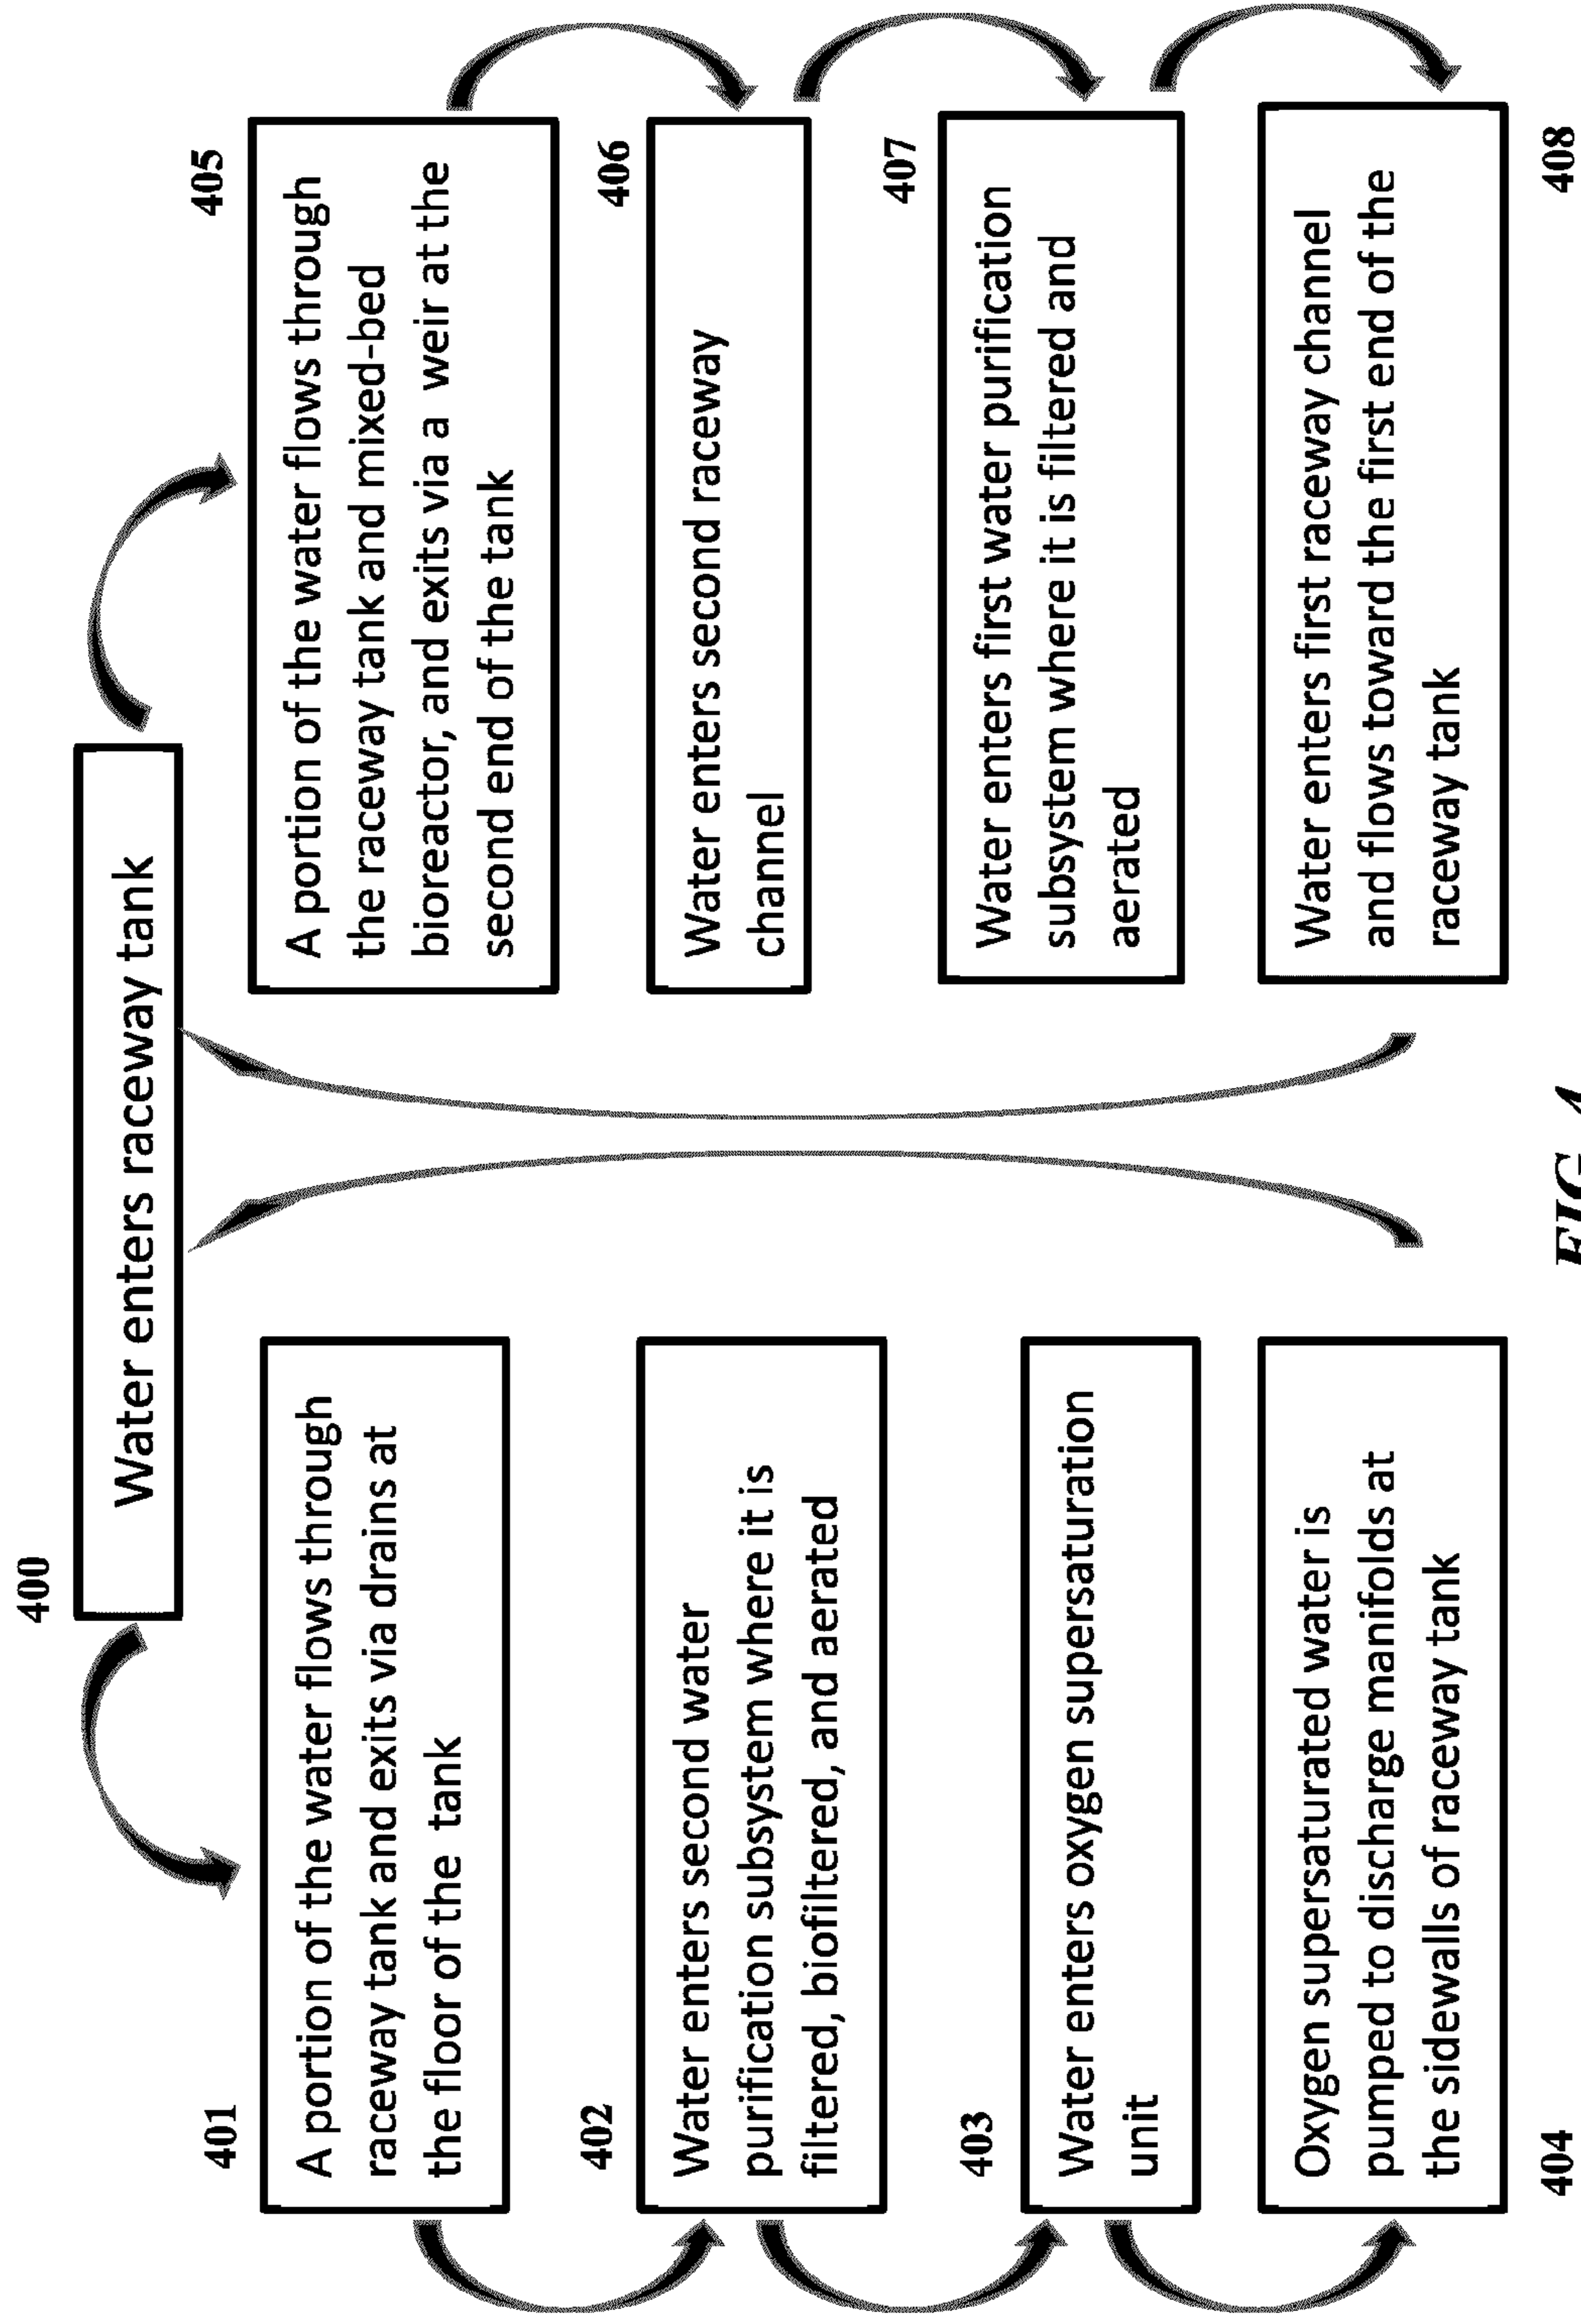 400
Water enters raceway tank
401
A portion of the water flows through
raceway tank and exits via drains at
the floor of the tank
402
Water enters second water
purification subsystem where it is
filtered, biofiltered, and aerated
403
Water enters oxygen supersaturation
unit
Oxygen supersaturated water is
pumped to discharge manifolds at
the sidewalls of raceway tank
404
405
A portion of the water flows through
the raceway tank and mixed-bed
bioreactor, and exits via a weir at the
second end of the tank
406
Water enters second raceway
channel
407
Water enters first water purification
subsystem where it is filtered and
aerated
Water enters first raceway channel
and flows toward the first end of the
raceway tank
408
FIG. 4